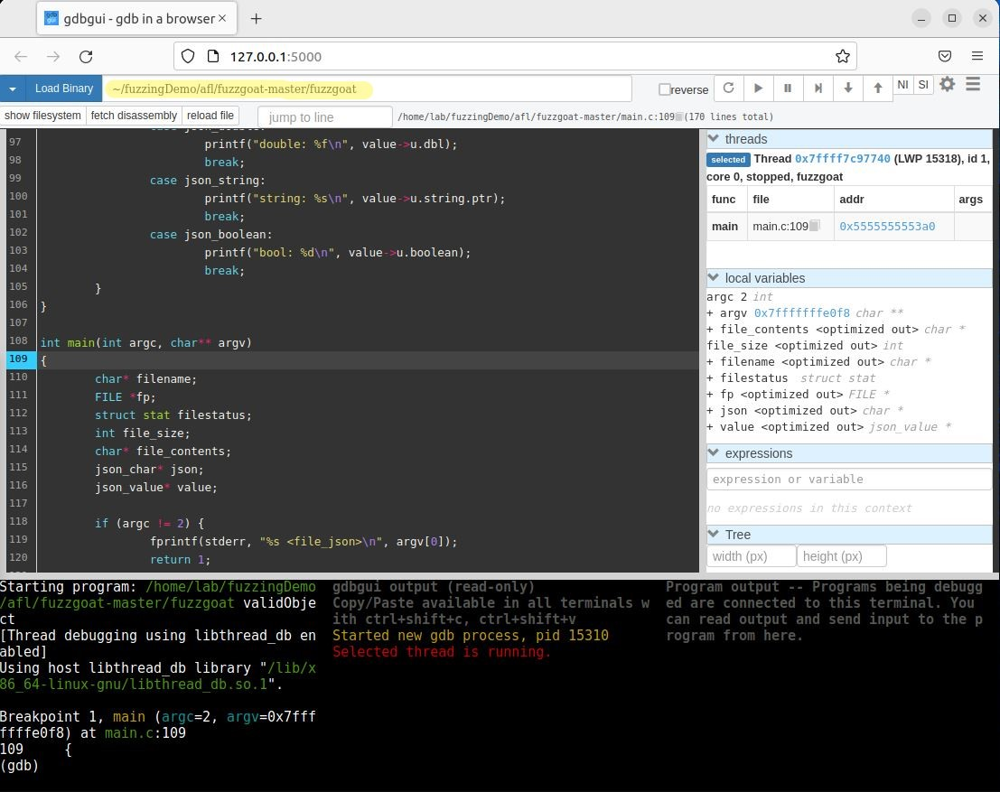 gdbgui - gdb in a browser
127.0.0.1:5000
Load Binary ~/fuzzingDemo/afl/fuzzgoat-master/fuzzgoat reverse NI SI
show filesystem fetch disassembly reload file jump to line /home/lab/fuzzingDemo/afl/fuzzgoat-master/main.c:109 (170 lines total)
97 printf("double: %f\n", value->u.dbl);
98 break;
99 case json_string:
100 printf("string: %s\n", value->u.string.ptr);
101 break;
102 case json_boolean:
103 printf("bool: %d\n", value->u.boolean);
104 break;
105 }
106 }
107
108 int main(int argc, char** argv)
109 {
110 char* filename;
111 FILE *fp;
112 struct stat filestatus;
113 int file_size;
114 char* file_contents;
115 json_char* json;
116 json_value* value;
117
118 if (argc != 2) {
119 fprintf(stderr, "%s <file_json>\n", argv[0]);
120 return 1;
threads
selected Thread 0x7ffff7c97740 (LWP 15318), id 1,
core 0, stopped, fuzzgoat
func file addr args
main main.c:109 0x5555555553a0
local variables
argc 2 int
+ argv 0x7fffffffe0f8 char **
+ file_contents <optimized out> char *
file_size <optimized out> int
+ filename <optimized out> char *
+ filestatus struct stat
+ fp <optimized out> FILE *
+ json <optimized out> char *
+ value <optimized out> json_value *
expressions
expression or variable
no expressions in this context
Tree
width (px) height (px)
Starting program: /home/lab/fuzzingDemo
/afl/fuzzgoat-master/fuzzgoat validObje
ct
[Thread debugging using libthread_db en
abled]
Using host libthread_db library "/lib/x
86_64-linux-gnu/libthread_db.so.1".
Breakpoint 1, main (argc=2, argv=0x7fff
ffffe0f8) at main.c:109
109 {
(gdb)
gdbgui output (read-only)
Copy/Paste available in all terminals w
ith ctrl+shift+c, ctrl+shift+v
Started new gdb process, pid 15310
Selected thread is running.
Program output -- Programs being debugg
ed are connected to this terminal. You
can read output and send input to the p
rogram from here.